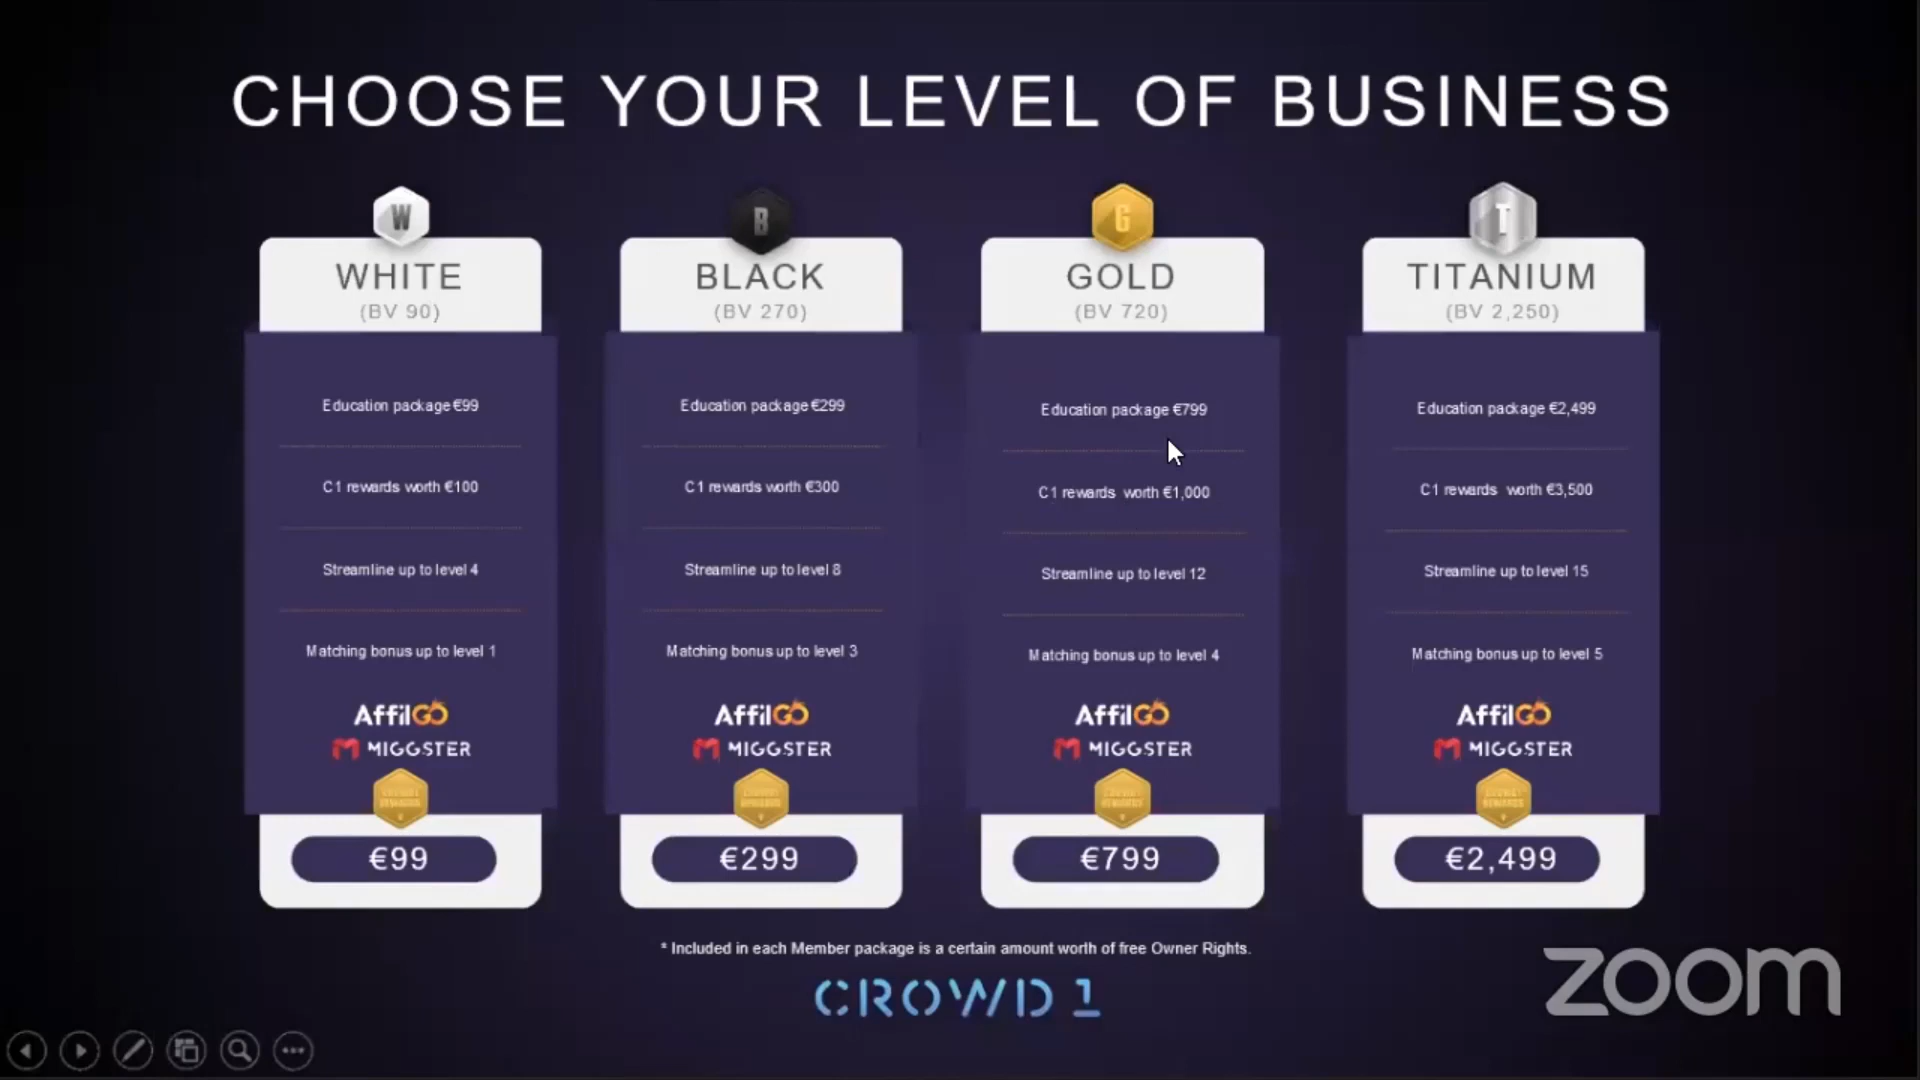 CHOOSE YOUR LEVEL OF BUSINESS
W
WHITE
(BV 90)
Education package €99
C1 rewards worth €100
Streamline up to level 4
Matching bonus up to level 1
AffilGO
MIGGSTER
€99
B
BLACK
(BV 270)
Education package €299
C1 rewards worth €300
Streamline up to level 8
Matching bonus up to level 3
AffilGO
MIGGSTER
€299
G
GOLD
(BV 720)
Education package €799
C1 rewards worth €1,000
Streamline up to level 12
Matching bonus up to level 4
AffilGO
MIGGSTER
€799
T
TITANIUM
(BV 2,250)
Education package €2,499
C1 rewards worth €3,500
Streamline up to level 15
Matching bonus up to level 5
AffilGO
MIGGSTER
€2,499
* Included in each Member package is a certain amount worth of free Owner Rights.
CROWD 1
zoom